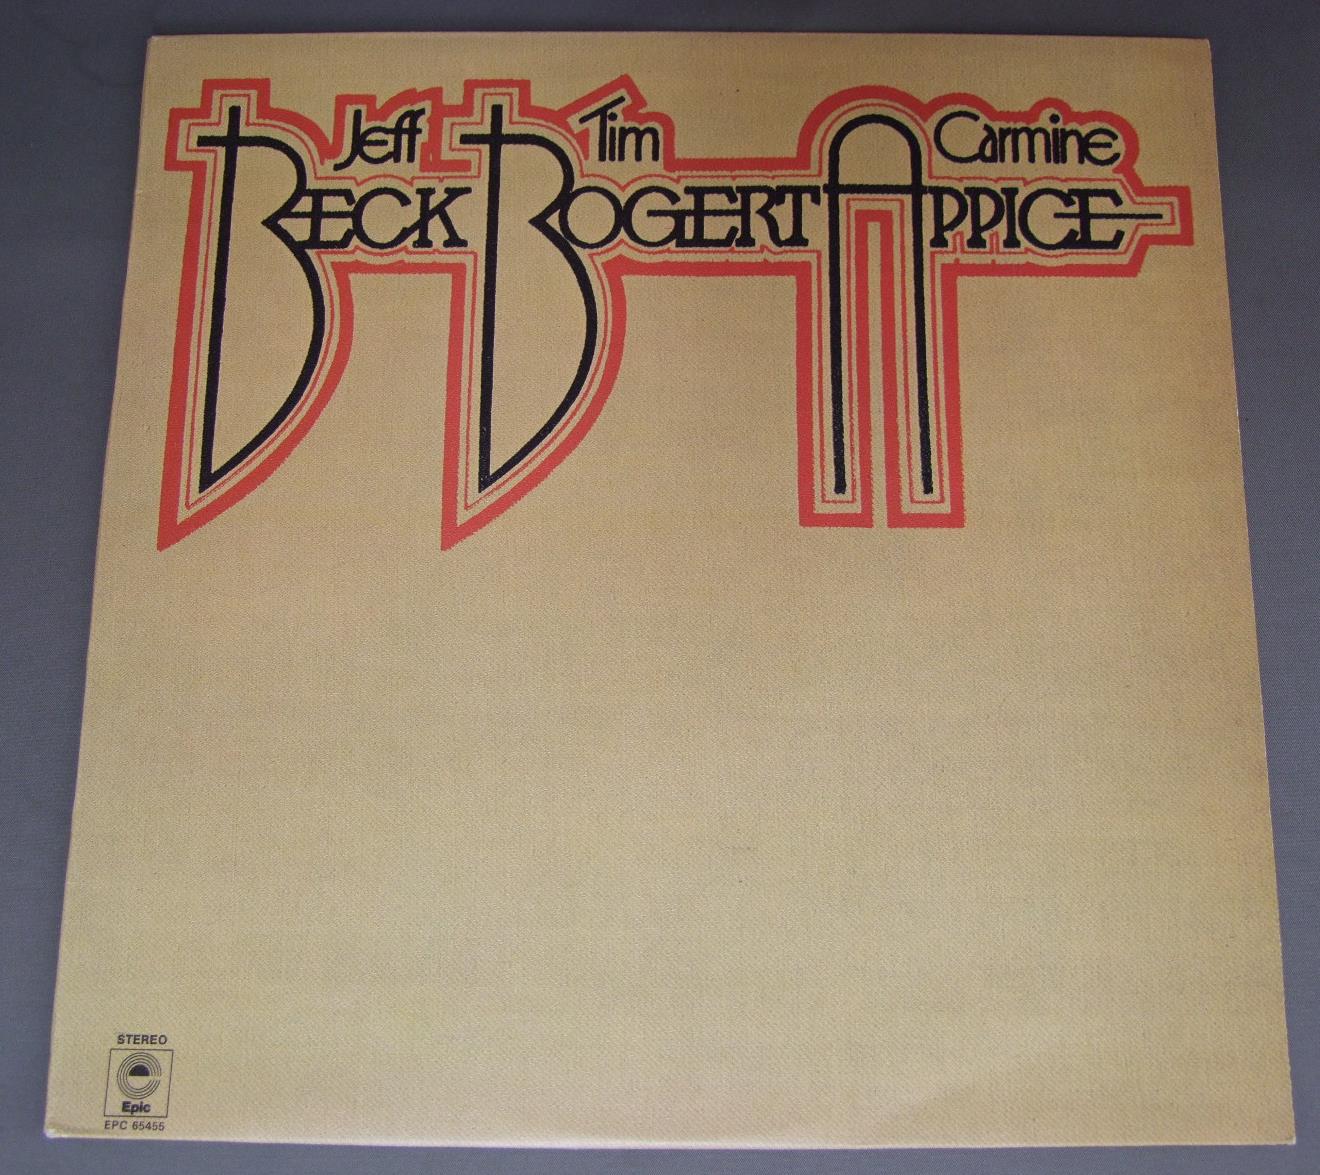 Jeff Tim Carmine
BECK BOGERT APPICE
STEREO
Epic
EPC 65455